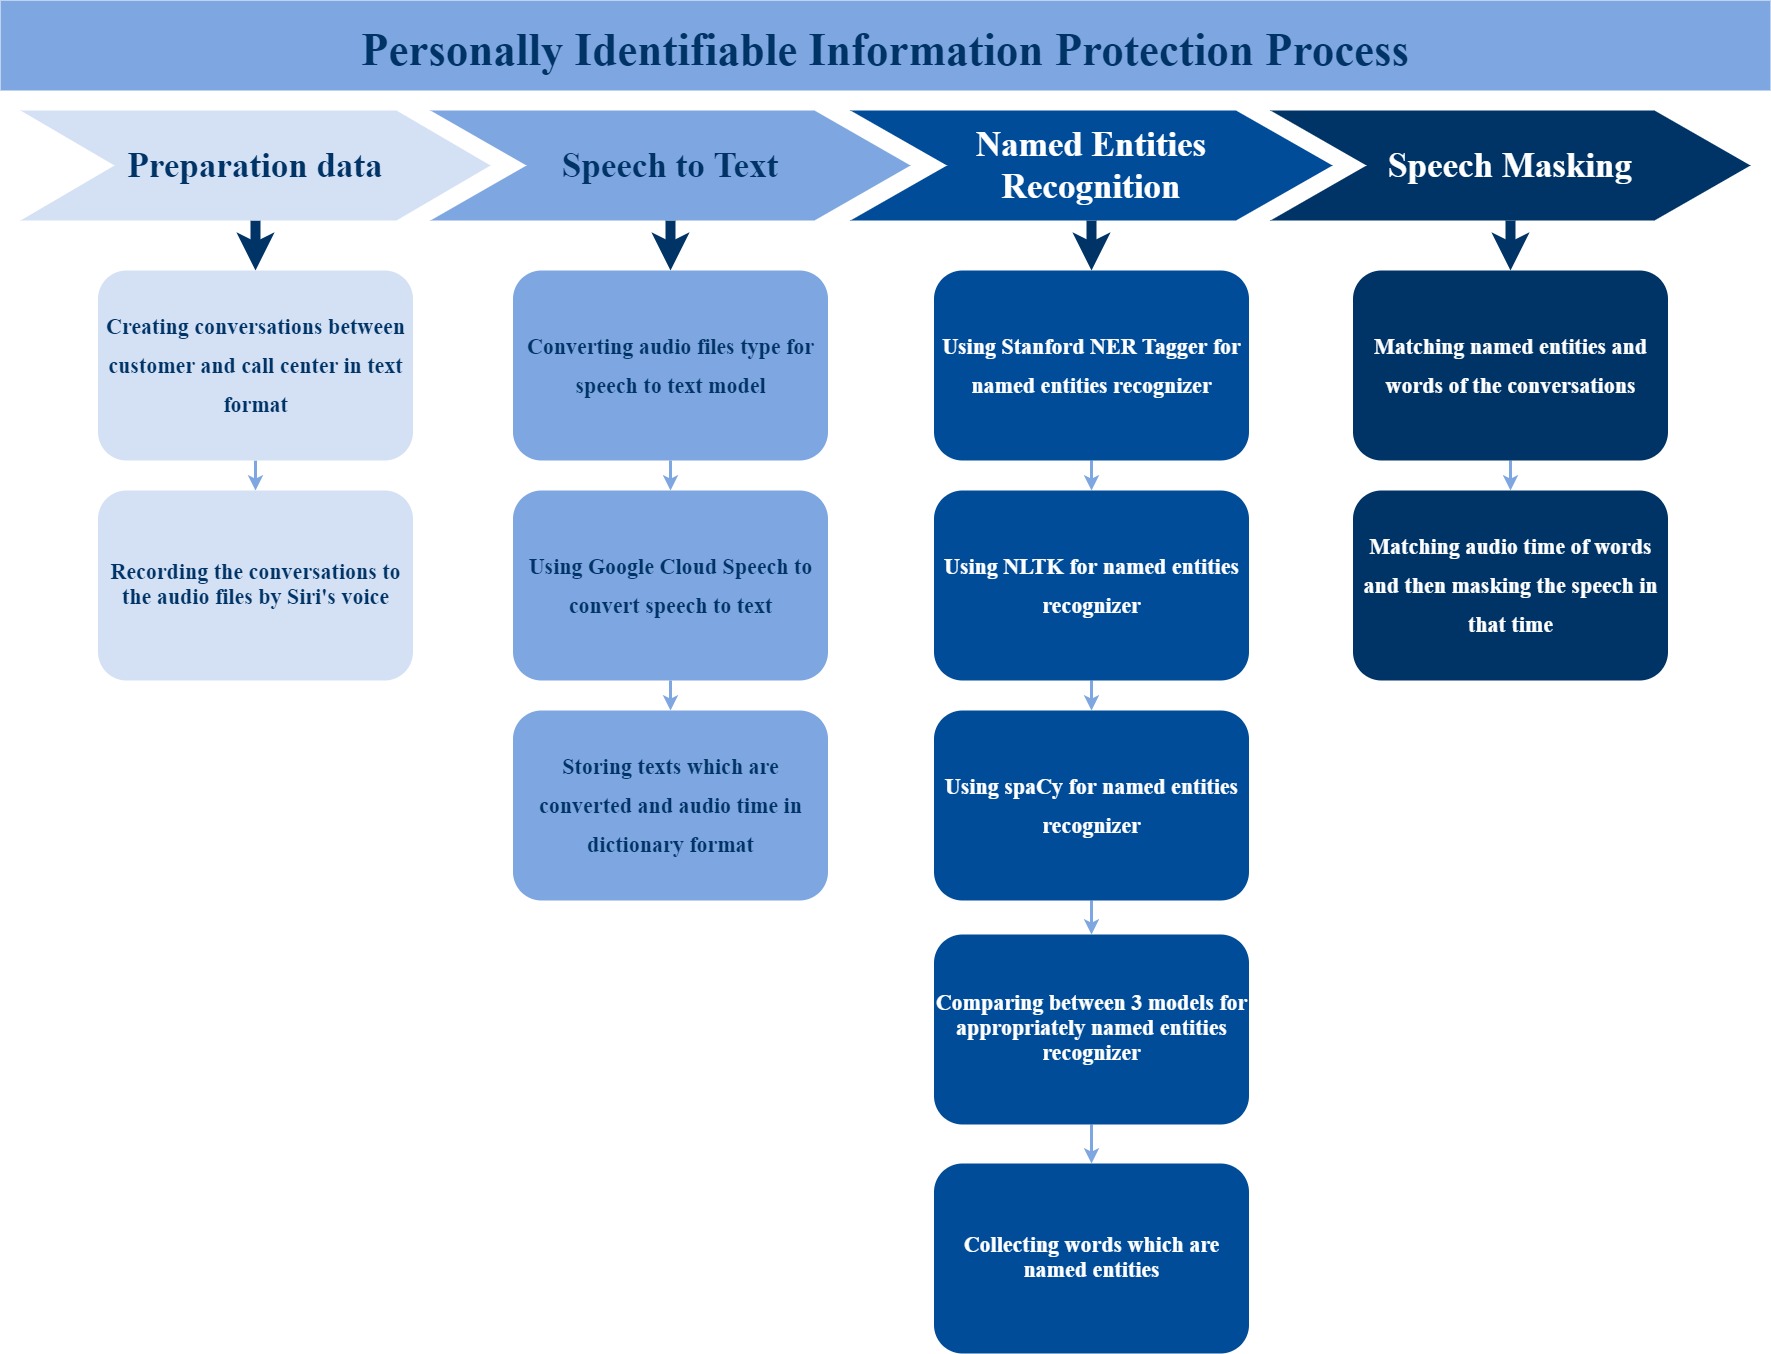 Personally Identifiable Information Protection Process
Preparation data
Speech to Text
Named Entities
Recognition
Speech Masking
Creating conversations between
customer and call center in text
format
Recording the conversations to
the audio files by Siri's voice
Converting audio files type for
speech to text model
Using Google Cloud Speech to
convert speech to text
Storing texts which are
converted and audio time in
dictionary format
Using Stanford NER Tagger for
named entities recognizer
Using NLTK for named entities
recognizer
Using spaCy for named entities
recognizer
Comparing between 3 models for
appropriately named entities
recognizer
Collecting words which are
named entities
Matching named entities and
words of the conversations
Matching audio time of words
and then masking the speech in
that time